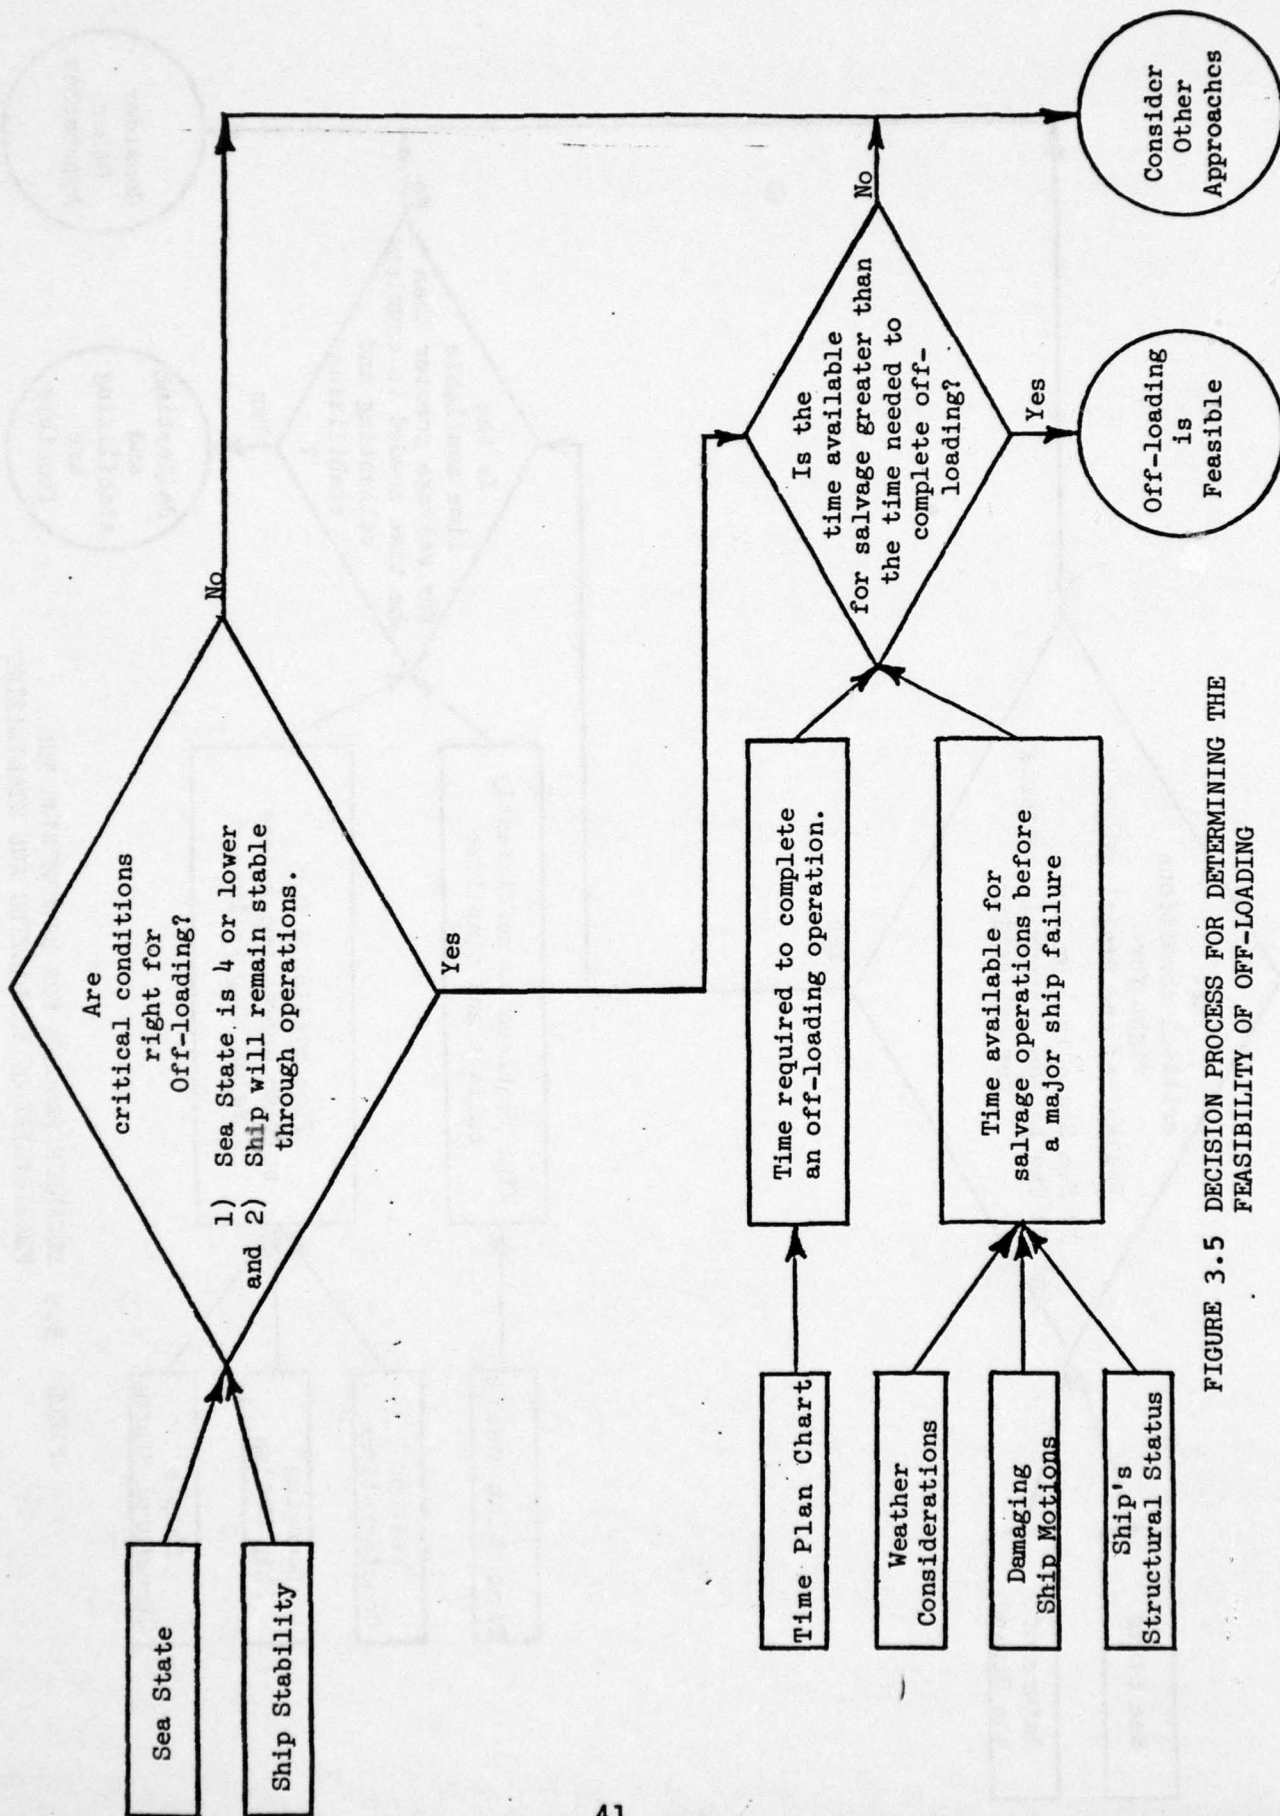 Sea State
Ship Stability
Are
critical conditions
right for
Off-loading?
1) Sea State is 4 or lower
and 2) Ship will remain stable
through operations.
No
Yes
Time Plan Chart
Time required to complete
an off-loading operation.
Weather
Considerations
Damaging
Ship Motions
Ship's
Structural Status
Time available for
salvage operations before
a major ship failure
Is the
time available
for salvage greater than
the time needed to
complete off-
loading?
No
Yes
Off-loading
is
Feasible
Consider
Other
Approaches
FIGURE 3.5 DECISION PROCESS FOR DETERMINING THE
FEASIBILITY OF OFF-LOADING
41